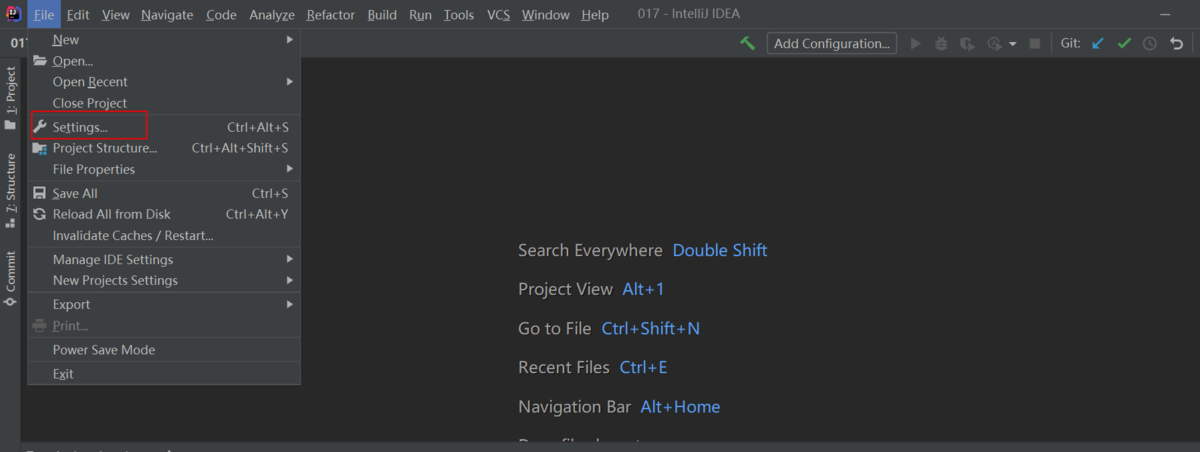 File Edit View Navigate Code Analyze Refactor Build Run Tools VCS Window Help 017 - IntelliJ IDEA
Add Configuration... Git:
New
Open...
Open Recent
Close Project
Settings... Ctrl+Alt+S
Project Structure... Ctrl+Alt+Shift+S
File Properties
Save All Ctrl+S
Reload All from Disk Ctrl+Alt+Y
Invalidate Caches / Restart...
Manage IDE Settings
New Projects Settings
Export
Print...
Power Save Mode
Exit
1: Project
7: Structure
Commit
Search Everywhere Double Shift
Project View Alt+1
Go to File Ctrl+Shift+N
Recent Files Ctrl+E
Navigation Bar Alt+Home